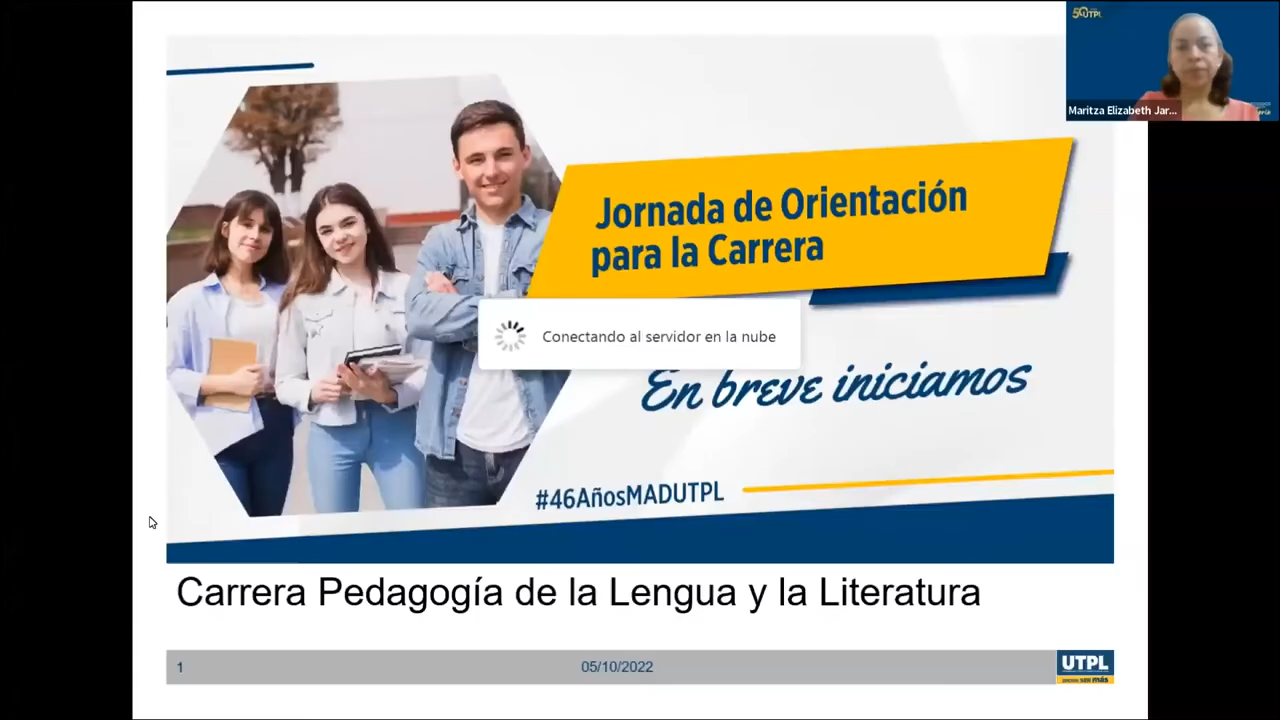 50 UTPL
Maritza Elizabeth Jar...
Jornada de Orientación
para la Carrera
Conectando al servidor en la nube
En breve iniciamos
#46AñosMADUTPL
Carrera Pedagogía de la Lengua y la Literatura
1
05/10/2022
UTPL